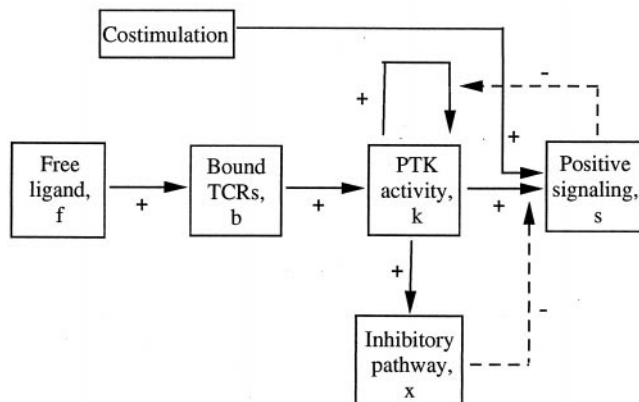 Costimulation
-
+
+
Free
ligand,
f
+
Bound
TCRs,
b
+
PTK
activity,
k
+
Positive
signaling,
s
+
-
Inhibitory
pathway,
x